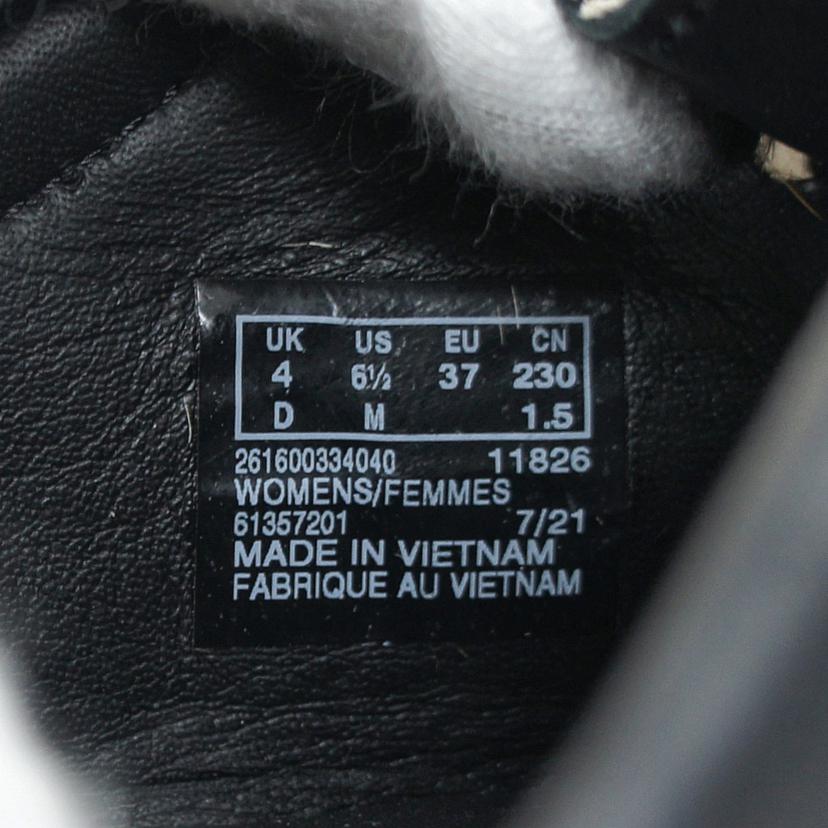 UK US EU CN
4 6½ 37 230
D M 1.5
261600334040 11826
WOMENS/FEMMES
61357201 7/21
MADE IN VIETNAM
FABRIQUE AU VIETNAM